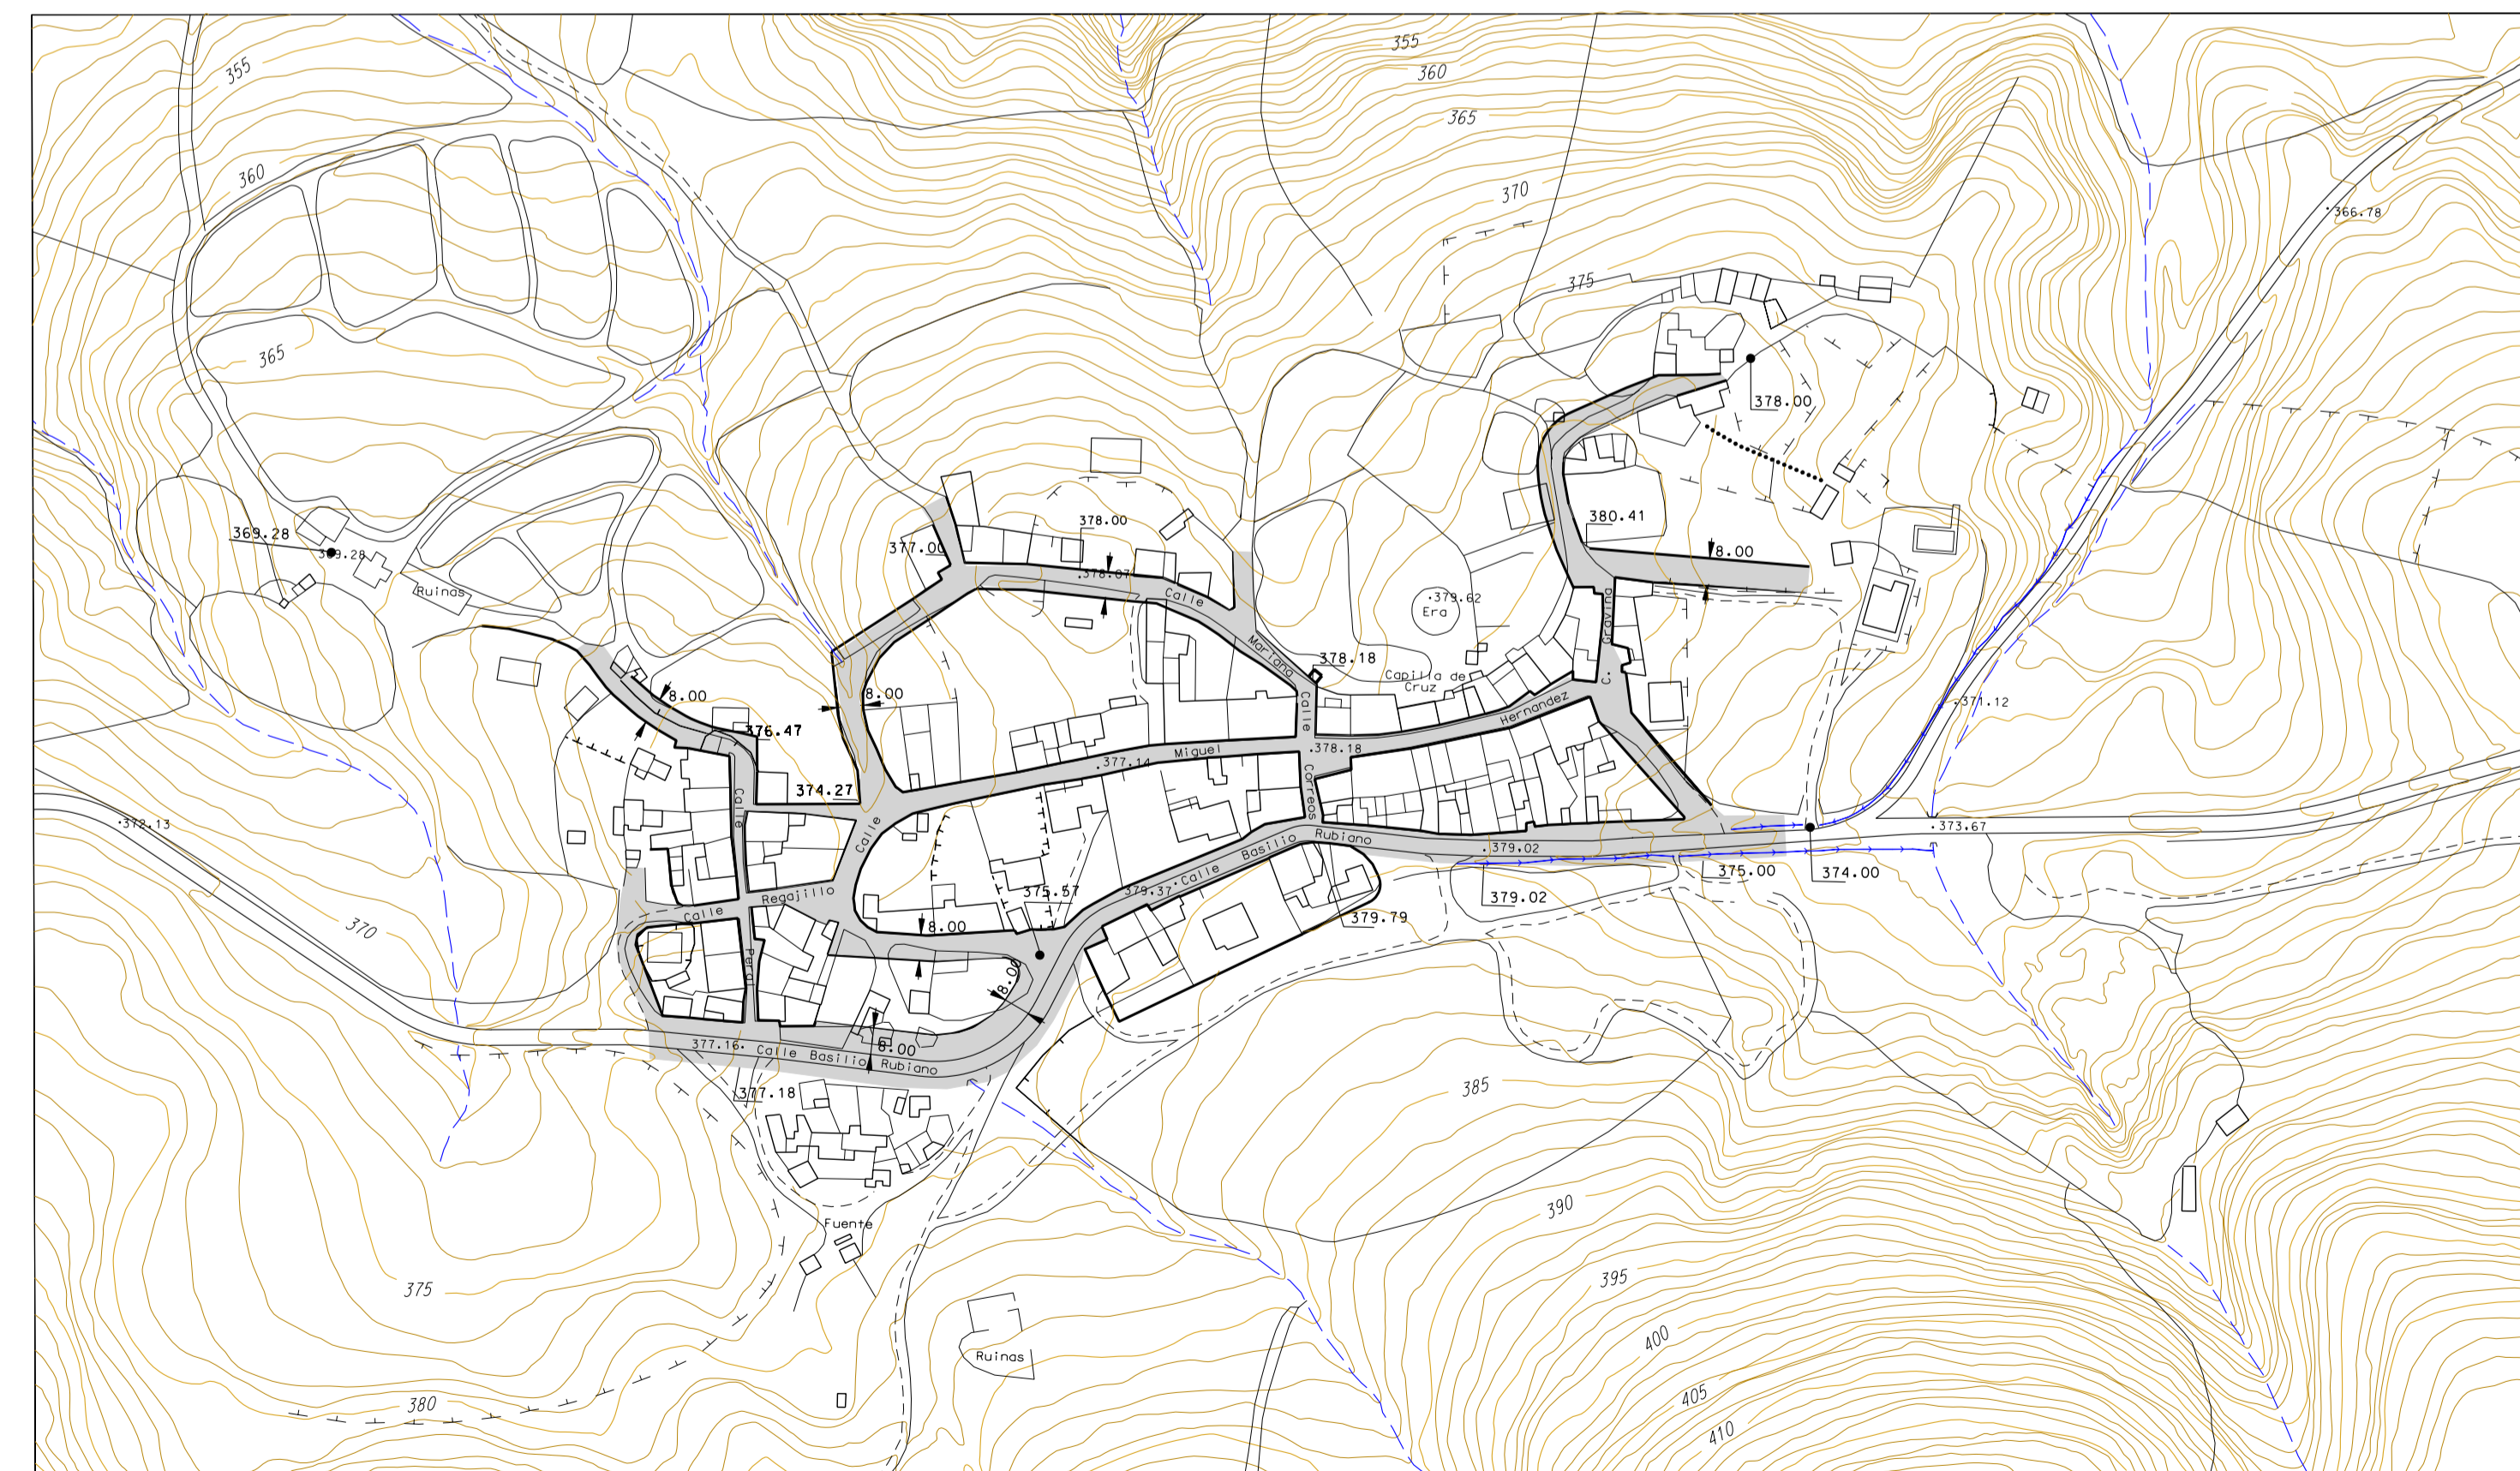 355
355
360
365
360
370
366.78
375
365
378.00
369.28
369.28
Ruinas
377.00
378.00
378.07
Calle
Mariano
Calle
378.18
380.41
8.00
379.62
Era
Capilla de
Cruz
C. Gravina
8.00
8.00
376.47
374.27
Miguel
Hernandez
377.14
378.18
371.12
372.13
Calle
Calle
Correos
Calle Basilio Rubiano
379.02
373.67
379.37
375.57
379.02
375.00
374.00
Calle Regajillo
Peral
8.00
379.79
370
8.00
377.16
Calle Basilio Rubiano
8.00
377.18
385
Fuente
390
375
395
Ruinas
400
380
405
410